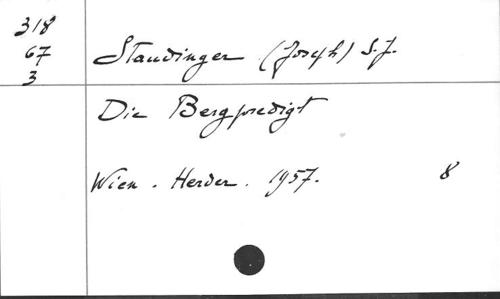 318
67
3
Staudinger (Joseph) S.J.
Die Bergpredigt
Wien. Herder. 1957. 8